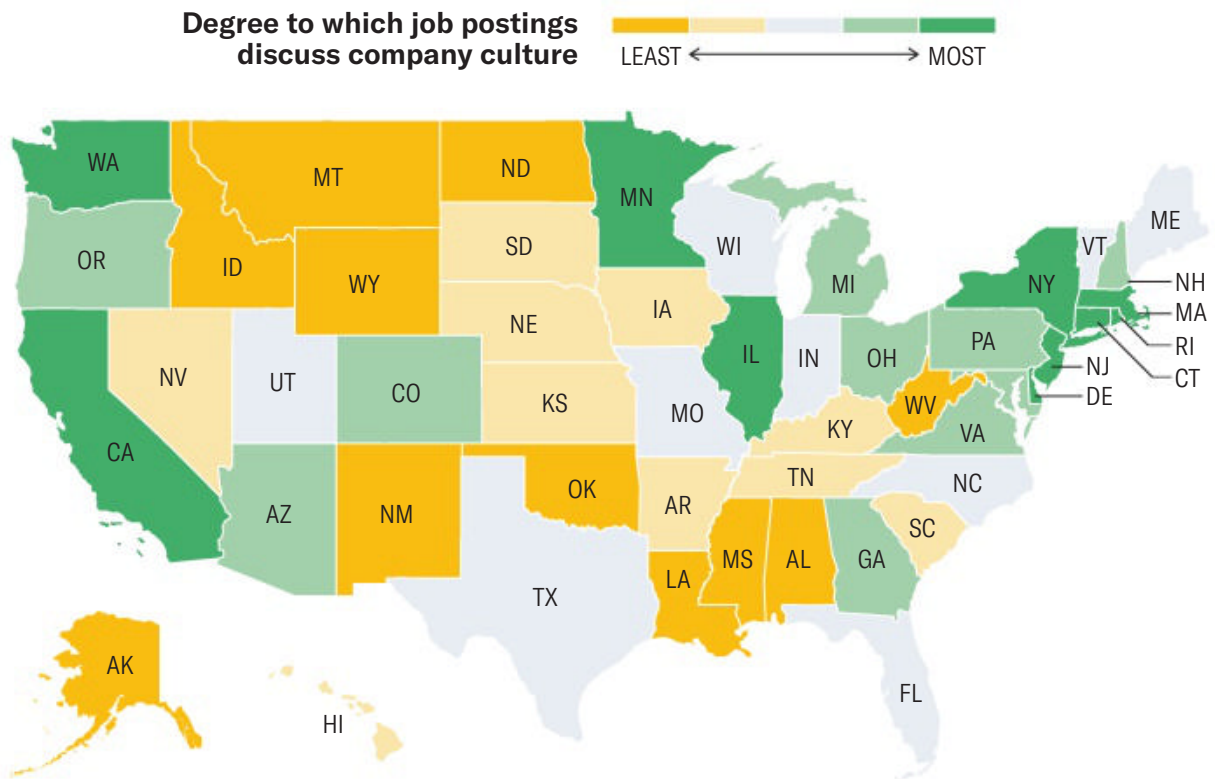 Degree to which job postings
discuss company culture
LEAST MOST
WA
MT
ND
MN
ME
OR
ID
SD
WI
VT
WY
MI
NY
NH
IA
MA
NE
PA
RI
NV
UT
CO
IL
IN
OH
NJ
CT
KS
MO
WV
DE
CA
KY
VA
TN
NC
AZ
NM
OK
AR
SC
MS
AL
GA
LA
TX
AK
FL
HI